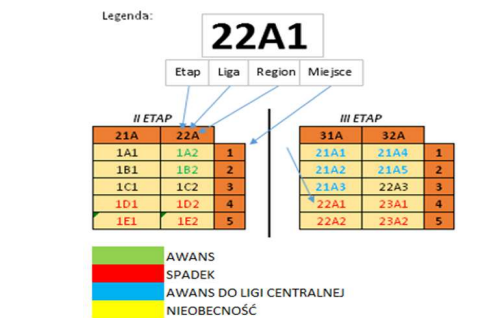 Legenda:
22A1
Etap Liga Region Miejsce
II ETAP III ETAP
21A 22A 31A 32A
1A1 1A2 1 21A1 21A4 1
1B1 1B2 2 21A2 21A5 2
1C1 1C2 3 21A3 22A3 3
1D1 1D2 4 22A1 23A1 4
1E1 1E2 5 22A2 23A2 5
AWANS
SPADEK
AWANS DO LIGI CENTRALNEJ
NIEOBECNOŚĆ